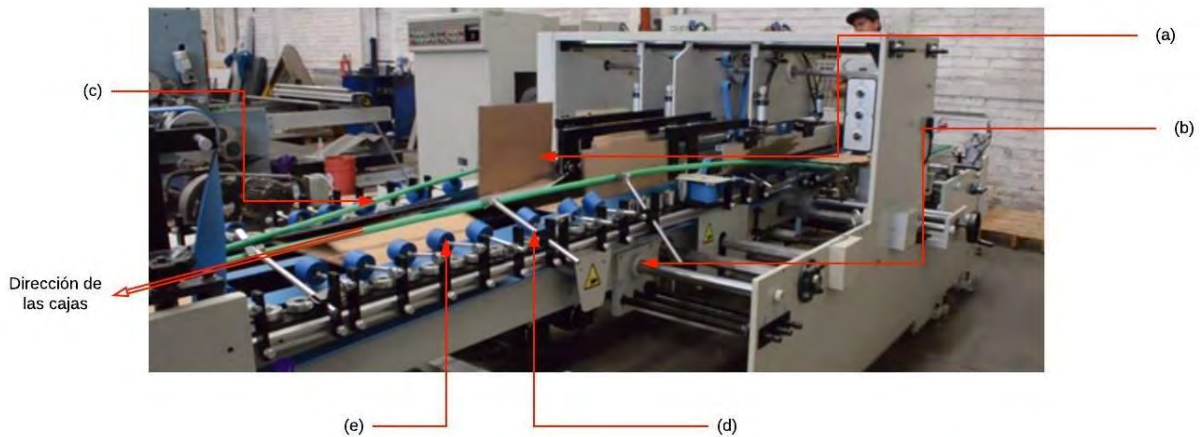 (a)
(c)
(b)
Dirección de
las cajas
(e)
(d)